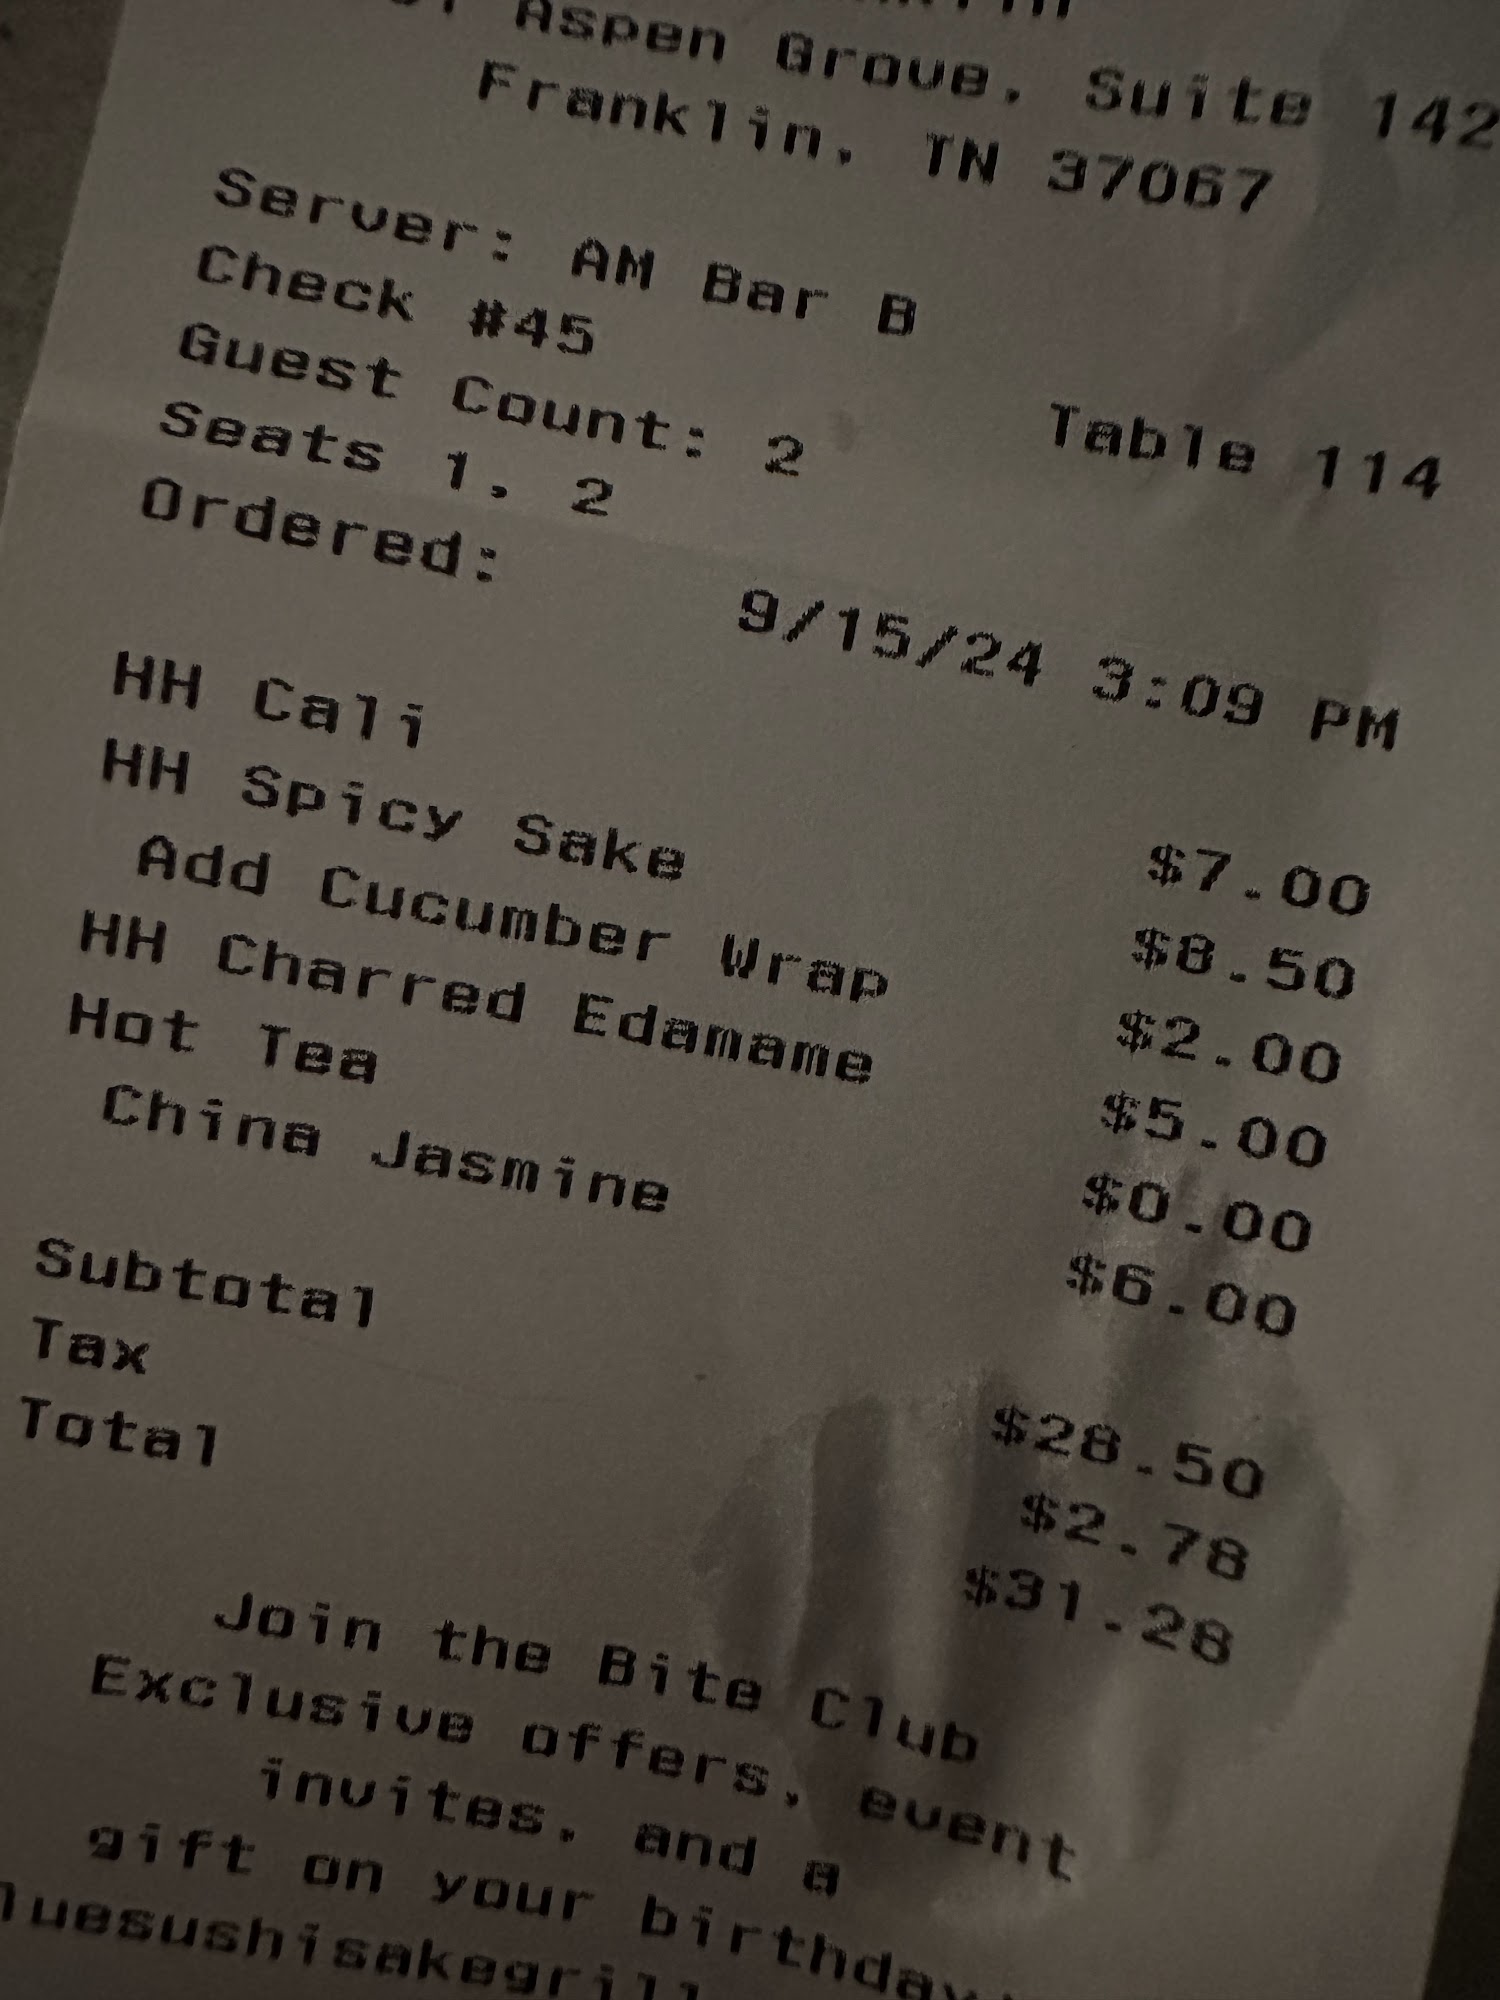 Aspen Grove, Suite 142
Franklin, TN 37067
Server: AM Bar B
Check #45
Guest Count: 2 Table 114
Seats 1, 2
Ordered: 9/15/24 3:09 PM
HH Cali $7.00
HH Spicy Sake $8.50
Add Cucumber Wrap $2.00
HH Charred Edamame $5.00
Hot Tea $0.00
China Jasmine $6.00
Subtotal $28.50
Tax $2.78
Total $31.28
Join the Bite Club
Exclusive offers, event
invites, and a
gift on your birthday
luesushisakegrill